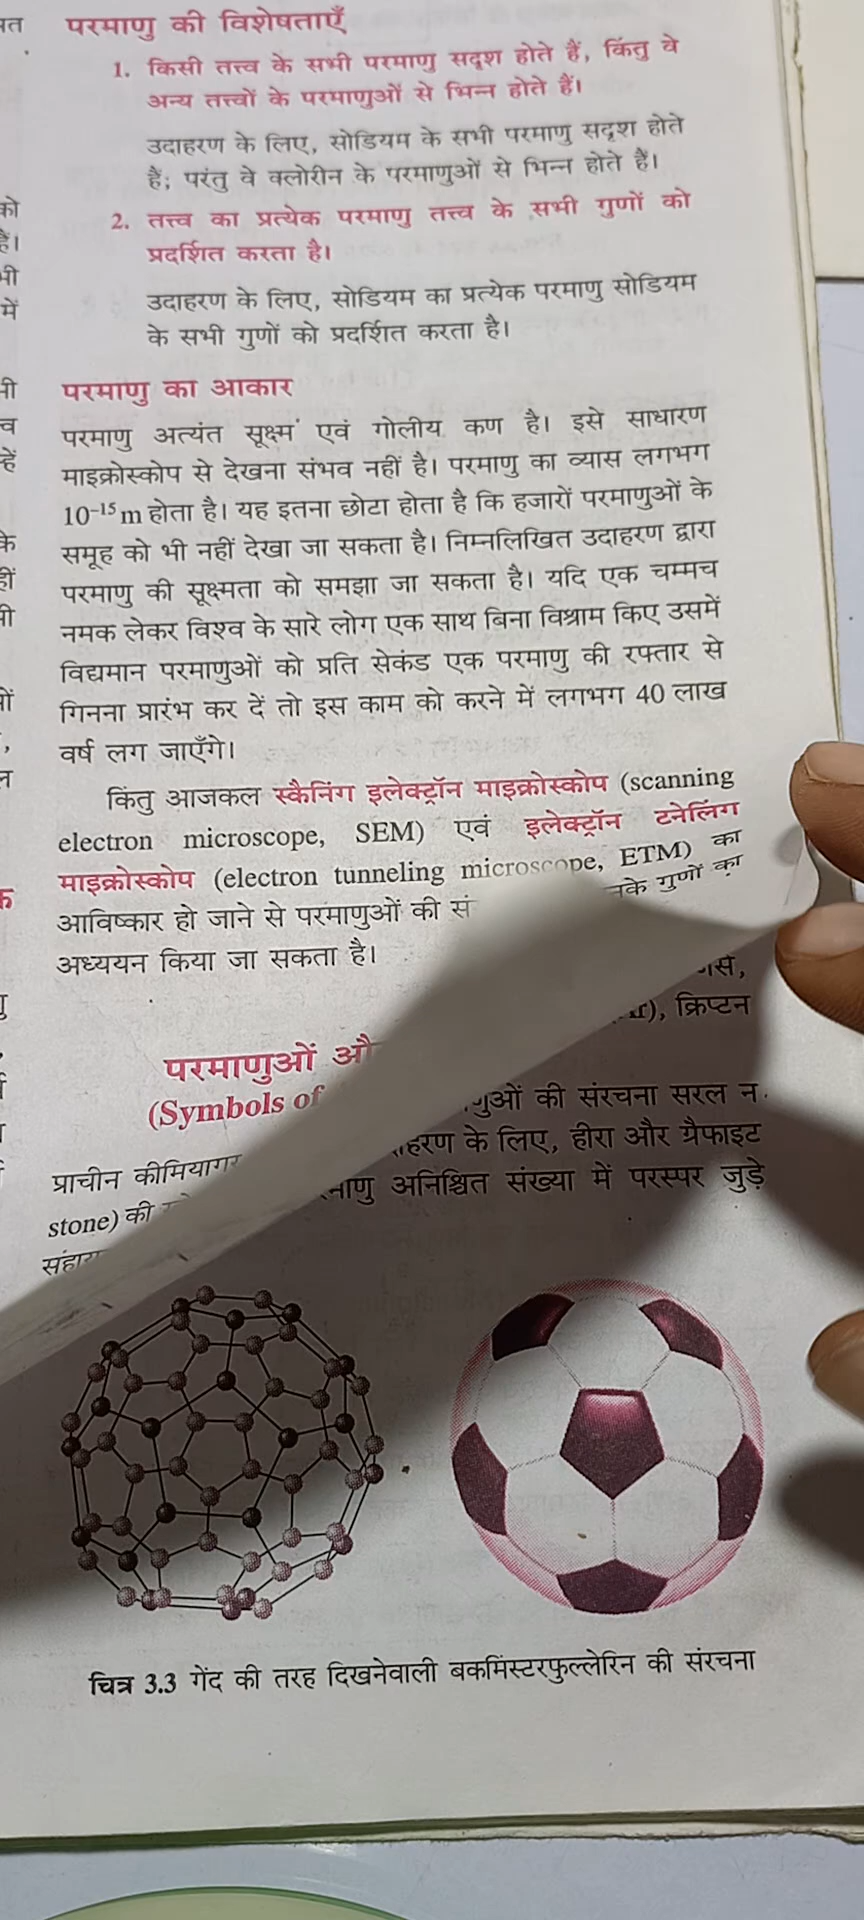 परमाणु की विशेषताएँ
1. किसी तत्त्व के सभी परमाणु सदृश होते हैं, किंतु वे
अन्य तत्त्वों के परमाणुओं से भिन्न होते हैं।
उदाहरण के लिए, सोडियम के सभी परमाणु सदृश होते
हैं; परंतु वे क्लोरीन के परमाणुओं से भिन्न होते हैं।
2. तत्त्व का प्रत्येक परमाणु तत्त्व के सभी गुणों को
प्रदर्शित करता है।
उदाहरण के लिए, सोडियम का प्रत्येक परमाणु सोडियम
के सभी गुणों को प्रदर्शित करता है।
परमाणु का आकार
परमाणु अत्यंत सूक्ष्म एवं गोलीय कण है। इसे साधारण
माइक्रोस्कोप से देखना संभव नहीं है। परमाणु का व्यास लगभग
10⁻¹⁵ m होता है। यह इतना छोटा होता है कि हजारों परमाणुओं के
समूह को भी नहीं देखा जा सकता है। निम्नलिखित उदाहरण द्वारा
परमाणु की सूक्ष्मता को समझा जा सकता है। यदि एक चम्मच
नमक लेकर विश्व के सारे लोग एक साथ बिना विश्राम किए उसमें
विद्यमान परमाणुओं को प्रति सेकंड एक परमाणु की रफ्तार से
गिनना प्रारंभ कर दें तो इस काम को करने में लगभग 40 लाख
वर्ष लग जाएँगे।
किंतु आजकल स्कैनिंग इलेक्ट्रॉन माइक्रोस्कोप (scanning
electron microscope, SEM) एवं इलेक्ट्रॉन टनेलिंग
माइक्रोस्कोप (electron tunneling microscope, ETM) का
आविष्कार हो जाने से परमाणुओं की के गुणों का
अध्ययन किया जा सकता है।
क्रिप्टन
परमाणुओं
(Symbols of
की संरचना सरल न
प्राचीन कीमियागर के लिए, हीरा और ग्रैफाइट
stone) की अनिश्चित संख्या में परस्पर जुड़े
चित्र 3.3 गेंद की तरह दिखनेवाली बकमिंस्टरफुल्लेरिन की संरचना